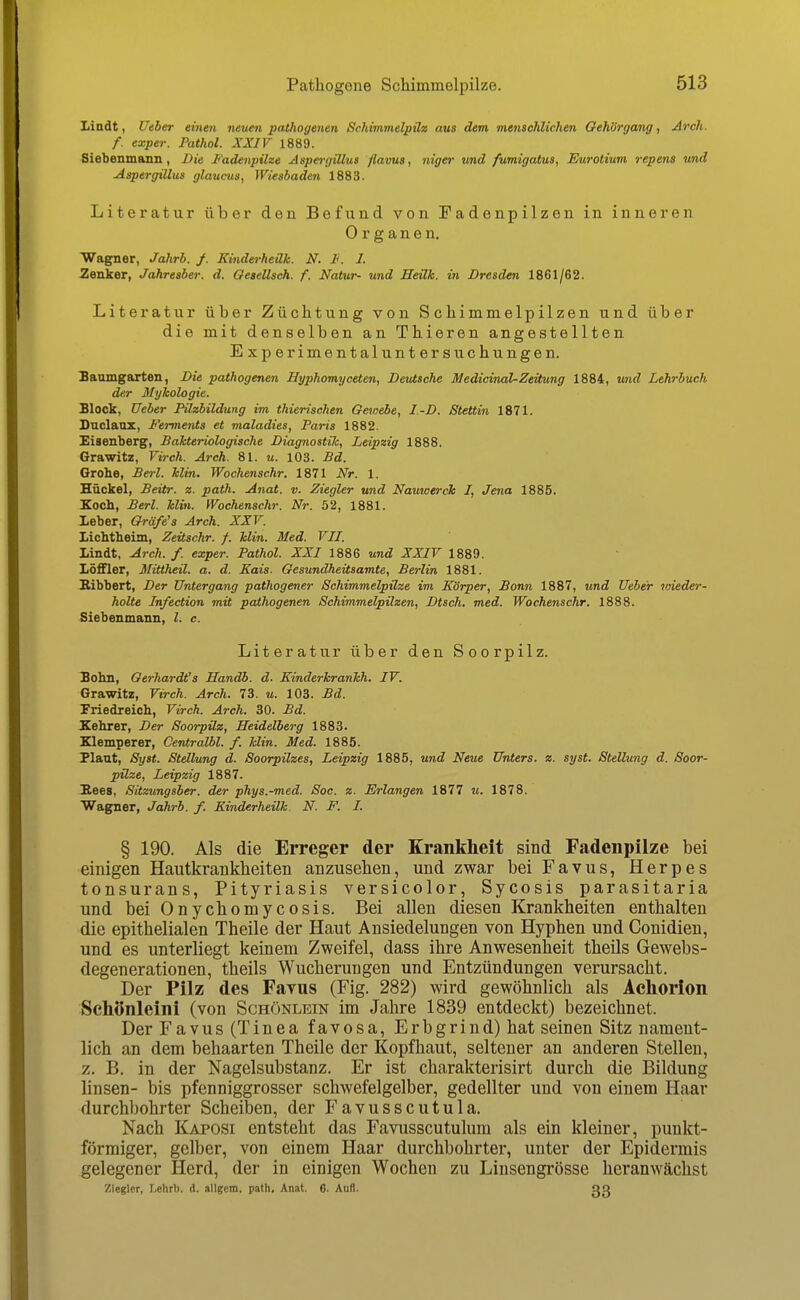 Pathogene Schimmelpilze. 513
Lindt, Ueber einen neuen pathogenen Schimmelpilz aus dem menschlichen Gehörgang, Arch.
f. exper. Pathol. XXIV 1889.
Siebenmann, Die Fadenpilze Aspergillus flavus, niger und fumigatus, Eurotium repens und
Aspergillus glaucus, Wiesbaden 1883.
Literatur über den Befund von Fadenpilzen in inneren
Organen.
Wagner, Jahrb. f. Kinderheilk. N. F. I.
Zenker, Jahresber. d. Gesellsch. f. Natur- und Heilk. in Dresden 1861/62.
Literatur über Züchtung von Schimmelpilzen und über
die mit denselben an Thieren angestellten
Experimentaluntersuchungen.
Baumgarten, Die pathogenen Hyphomyceten, Deutsche Medicinal-Zeitung 1884, und Lehrbuch
der Mykologie.
Block, Ueber Pilzbildung im thierischen Gewebe, I.-D. Stettin 1871.
Duclaux, Ferments et maladies, Paris 1882.
Eisenberg, Bakteriologische Diagnostik, Leipzig 1888.
Grawitz, Virch. Arch. 81. u. 103. Bd.
Grohe, Berl. klin. Wochenschr. 1871 Nr. 1.
Hückel, Beitr. z. path. Anat. v. Ziegler und Nauwerck I, Jena 1885.
Koch, Berl. klin. Wochenschr. Nr. 52, 1881.
Leber, Gräfe's Arch. XXV.
Lichtheim, Zeitschr. f. klin. Med. VII.
Lindt, Arch. f. exper. Pathol. XXI 1886 und XXIV 1889.
Löffler, Mittheil. a. d. Kais. Gesundheitsamte, Berlin 1881.
Ribbert, Der Untergang pathogener Schimmelpilze im Körper, Bonn 1887, und Ueber wieder-
holte Infection mit pathogenen Schimmelpilzen, Dtsch. med. Wochenschr. 1888.
Siebenmann, l. c.
Literatur über den Soorpilz.
Bohn, Gerhardt's Handb. d. Kinderkrankh. IV.
Grawitz, Virch. Arch. 73. u. 103. Bd.
Friedreich, Virch. Arch. 30. Bd.
Kehrer, Der Soorpilz, Heidelberg 1883.
Klemperer, Centralbl. f. klin. Med. 1885.
Plaut, Syst. Stellung d. Soorpilzes, Leipzig 1885, und Neue Unters. z. syst. Stellung d. Soor-
pilze, Leipzig 1887.
Rees, Sitzungsber. der phys.-med. Soc. z. Erlangen 1877 u. 1878.
Wagner, Jahrb. f. Kinderheilk. N. F. I.
§ 190. Als die Erreger der Krankheit sind Fadenpilze bei
einigen Hautkrankheiten anzusehen, und zwar bei Favus, Herpes
tonsurans, Pityriasis versicolor, Sycosis parasitaria
und bei Onychomycosis. Bei allen diesen Krankheiten enthalten
die epithelialen Theile der Haut Ansiedelungen von Hyphen und Conidien,
und es unterliegt keinem Zweifel, dass ihre Anwesenheit theils Gewebs-
degenerationen, theils Wucherungen und Entzündungen verursacht.
Der Pilz des Favus (Fig. 282) wird gewöhnlich als Achorion
Schönleini (von Schönlein im Jahre 1839 entdeckt) bezeichnet.
Der Favus (Tinea favosa, Erbgrind) hat seinen Sitz nament-
lich an dem behaarten Theile der Kopfhaut, seltener an anderen Stellen,
z. B. in der Nagelsubstanz. Er ist charakterisirt durch die Bildung
linsen- bis pfenniggrosser schwefelgelber, gedellter und von einem Haar
durchbohrter Scheiben, der Favusscutula.
Nach Kaposi entsteht das Favusscutulum als ein kleiner, punkt-
förmiger, gelber, von einem Haar durchbohrter, unter der Epidermis
gelegener Herd, der in einigen Wochen zu Linsengrösse heranwächst
Ziegler, Lehrb. d. allgem. path. Anat. 6. Aufl. 33